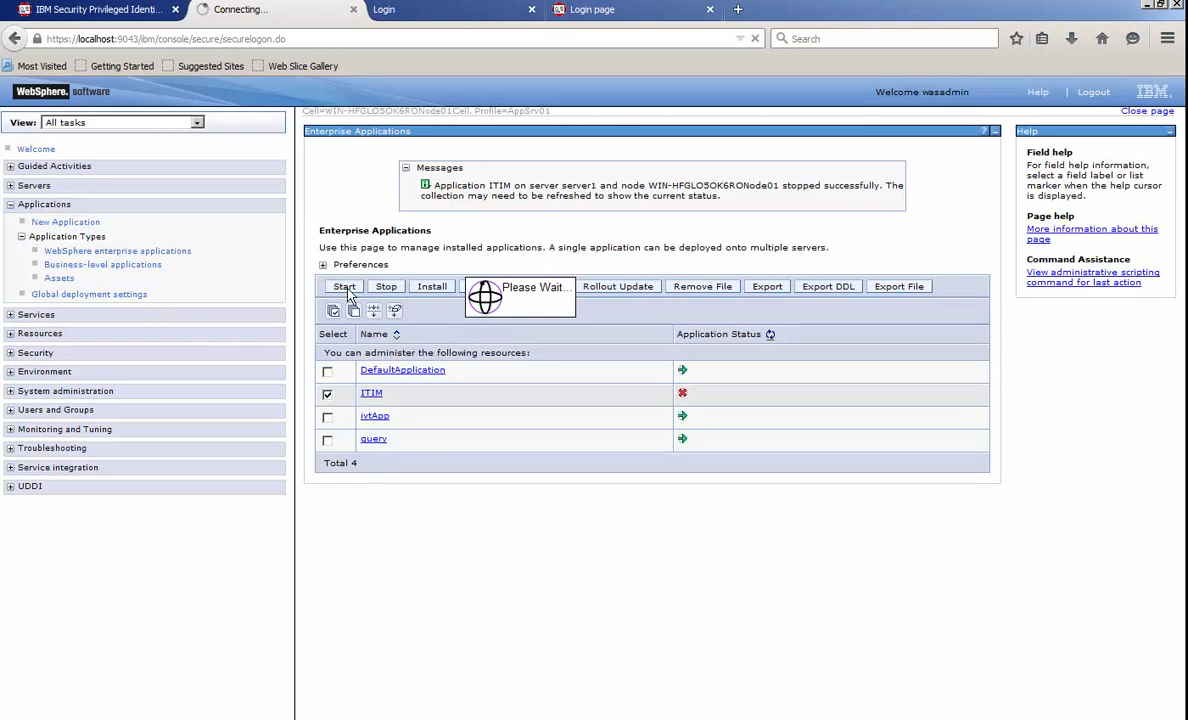 IBM Security Privileged Identi...
Connecting...
Login
Login page
https://localhost:9043/ibm/console/secure/securelogon.do
Search
Most Visited
Getting Started
Suggested Sites
Web Slice Gallery
WebSphere. software
Welcome wasadmin
Help
Logout
IBM
View: All tasks
Welcome
Guided Activities
Servers
Applications
New Application
Application Types
WebSphere enterprise applications
Business-level applications
Assets
Global deployment settings
Services
Resources
Security
Environment
System administration
Users and Groups
Monitoring and Tuning
Troubleshooting
Service integration
UDDI
Cell=WIN-HFGLO5OK6RONode01Cell, Profile=AppSrv01
Close page
Enterprise Applications
?
Messages
Application ITIM on server server1 and node WIN-HFGLO5OK6RONode01 stopped successfully. The
collection may need to be refreshed to show the current status.
Enterprise Applications
Use this page to manage installed applications. A single application can be deployed onto multiple servers.
Preferences
Start
Stop
Install
Please Wait...
Rollout Update
Remove File
Export
Export DDL
Export File
Select
Name
Application Status
You can administer the following resources:
DefaultApplication
ITIM
ivtApp
query
Total 4
Help
Field help
For field help information,
select a field label or list
marker when the help cursor
is displayed.
Page help
More information about this
page
Command Assistance
View administrative scripting
command for last action